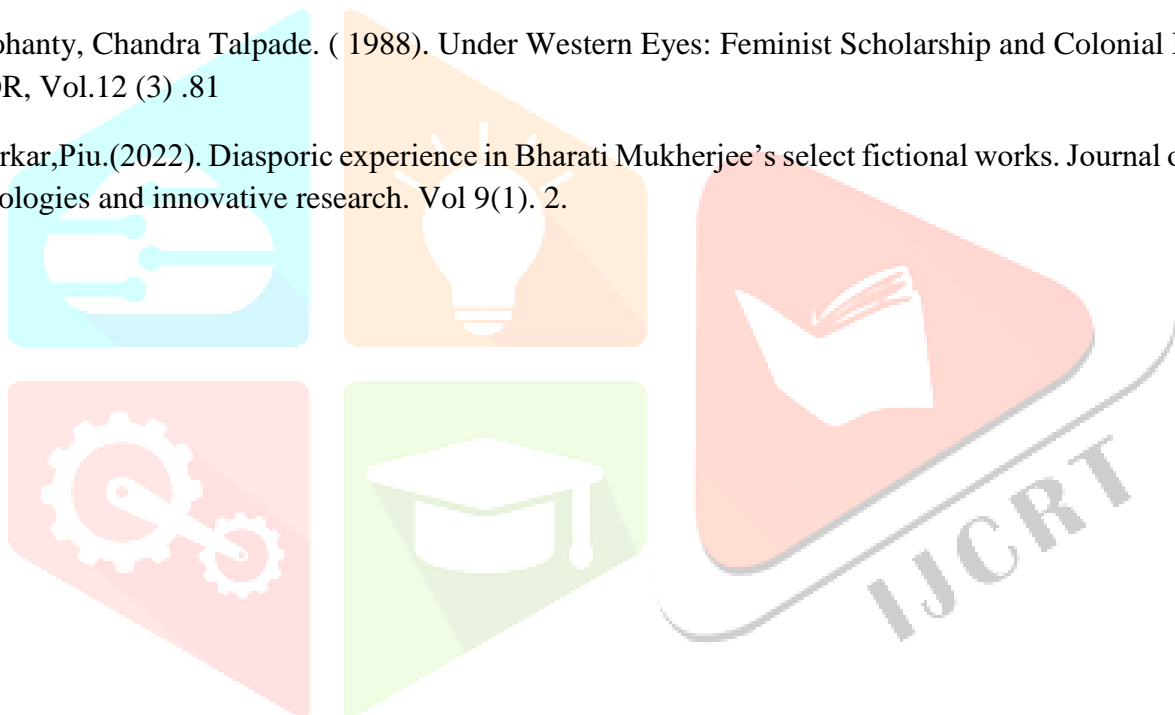 ohanty, Chandra Talpade. ( 1988). Under Western Eyes: Feminist Scholarship and Colonial
OR, Vol.12 (3) .81
rkar,Piu.(2022). Diasporic experience in Bharati Mukherjee’s select fictional works. Journal o
ologies and innovative research. Vol 9(1). 2.
IJCRT